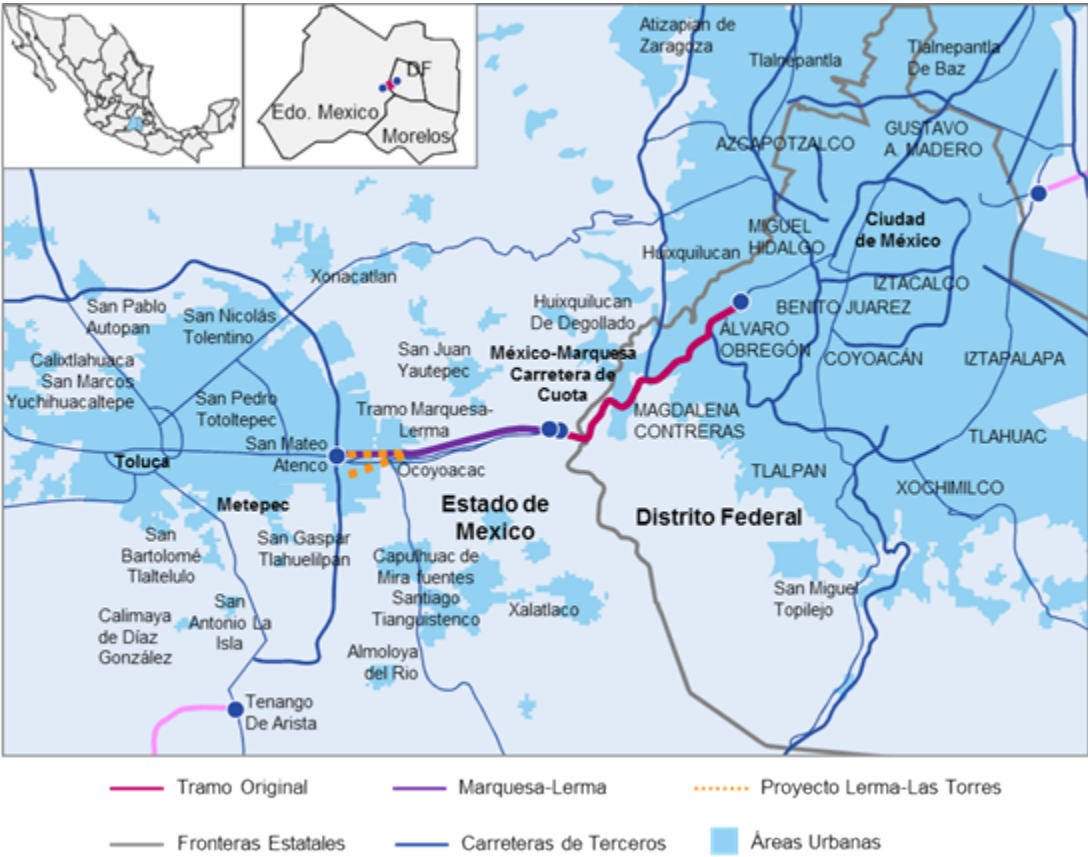 DF
Edo. Mexico
Morelos
Atizapian de
Zaragoza
Tlalnepantla
Tlalnepantla
De Baz
AZCAPOTZALCO
GUSTAVO
A. MADERO
MIGUEL
HIDALGO
Ciudad
de México
Huixquilucan
Xonacatlan
IZTACALCO
San Pablo
Autopan
San Nicolás
Tolentino
Huixquilucan
De Degollado
BENITO JUAREZ
ÁLVARO
OBREGÓN
COYOACÁN
IZTAPALAPA
Calixtlahuaca
San Marcos
Yuchihuacaltepe
San Juan
Yautepec
México-Marquesa
Carretera de
Cuota
San Pedro
Tototlepec
Tramo Marquesa-
Lerma
MAGDALENA
CONTRERAS
TLAHUAC
San Mateo
Atenco
Toluca
Ocoyoacac
TLALPAN
XOCHIMILCO
Metepec
Estado de
Mexico
Distrito Federal
San
Bartolomé
Tlaltelulo
San Gaspar
Tlahuelilpan
Capulhuac de
Mira fuentes
Santiago
Tianguistenco
Xalatlaco
San Miguel
Topilejo
Calimaya
de Díaz
González
San
Antonio La
Isla
Almoloya
del Rio
Tenango
De Arista
Tramo Original
Marquesa-Lerma
Proyecto Lerma-Las Torres
Fronteras Estatales
Carreteras de Terceros
Áreas Urbanas